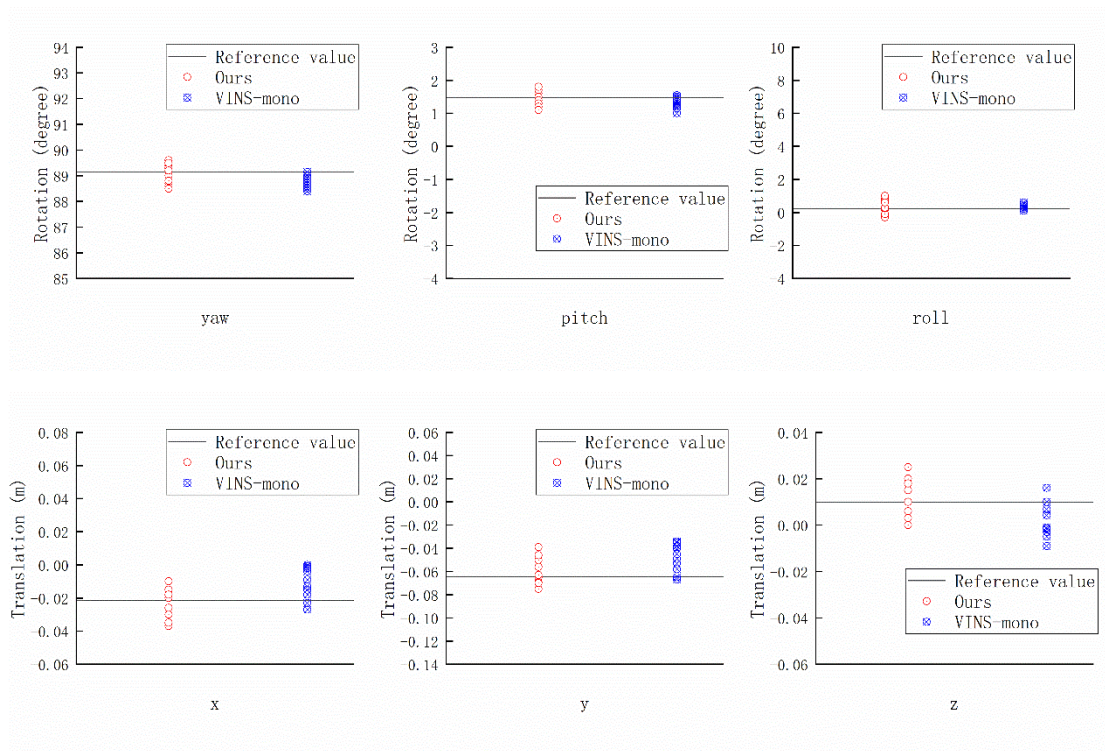 Rotation (degree)
94
93
92
91
90
89
88
87
86
85
Reference value
Ours
VINS-mono
yaw
Rotation (degree)
3
2
1
0
-1
-2
-3
-4
Reference value
Ours
VINS-mono
pitch
Rotation (degree)
10
8
6
4
2
0
-2
-4
Reference value
Ours
VINS-mono
roll
Translation (m)
0.08
0.06
0.04
0.02
0.00
-0.02
-0.04
-0.06
Reference value
Ours
VINS-mono
x
Translation (m)
0.06
0.04
0.02
0.00
-0.02
-0.04
-0.06
-0.08
-0.10
-0.12
-0.14
Reference value
Ours
VINS-mono
y
Translation (m)
0.04
0.02
0.00
-0.02
-0.04
-0.06
Reference value
Ours
VINS-mono
z